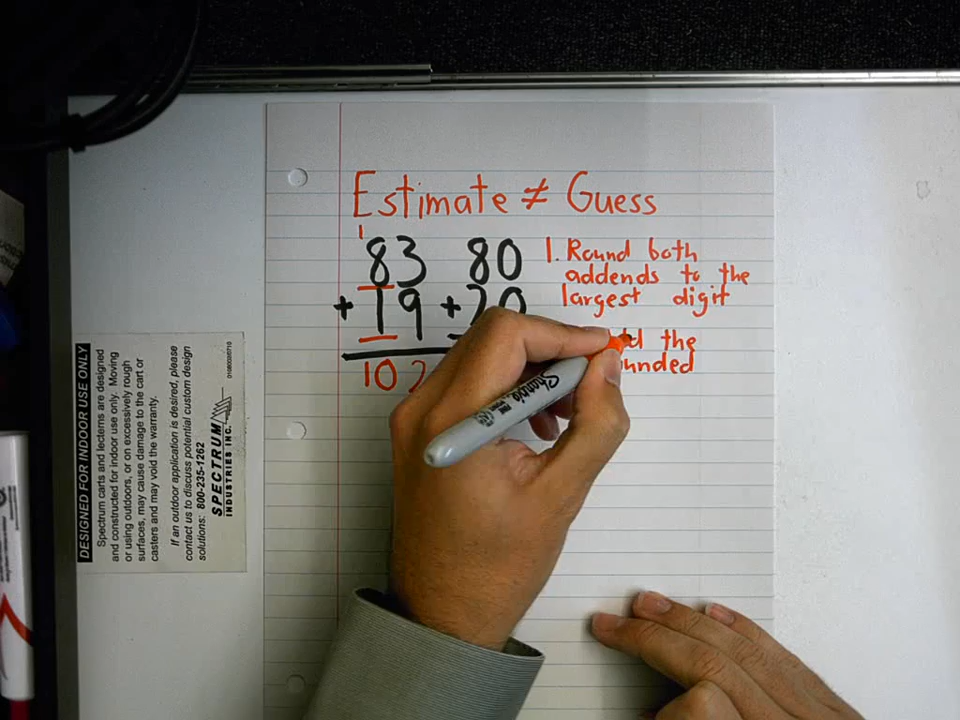 Estimate ≠ Guess
1
83 80
+19 +20
10
1. Round both
addends to the
largest digit
the
DESIGNED FOR INDOOR USE ONLY
Spectrum carts and lecterns are designed
and constructed for indoor use only. Moving
or using outdoors, or on excessively rough
surfaces, may cause damage to the cart or
casters and may void the warranty.
If an outdoor application is desired, please
contact us to discuss potential custom design
solutions: 800-235-1262
SPECTRUM
INDUSTRIES INC.
Sharpie